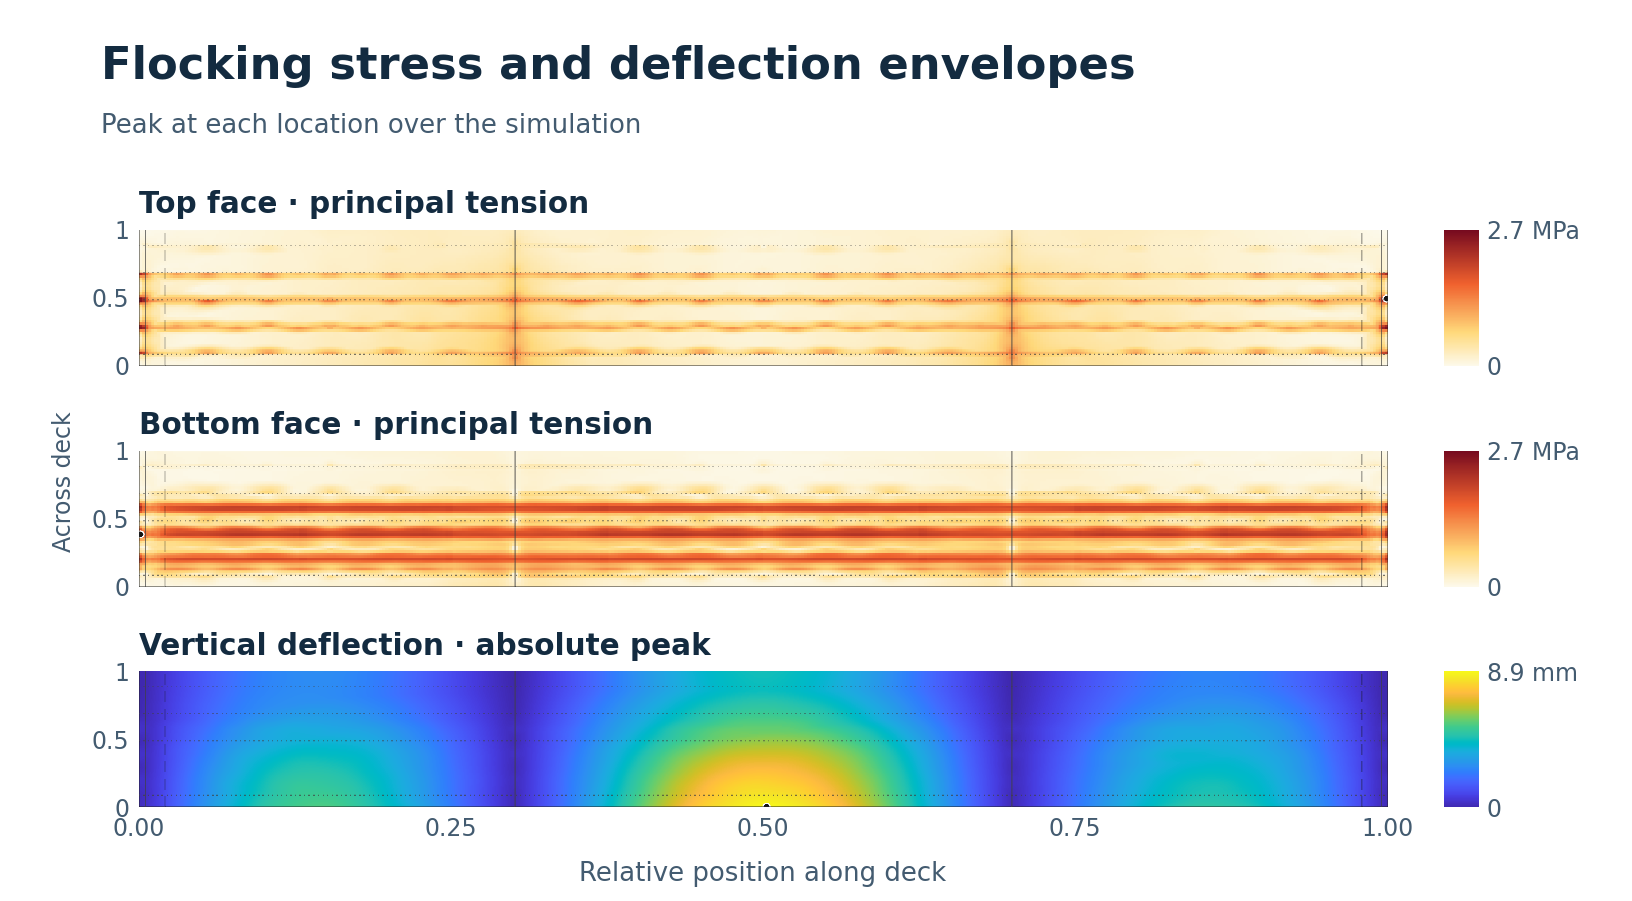 Flocking stress and deflection envelopes
Peak at each location over the simulation
Top face · principal tension
1
0.5
0
2.7 MPa
0
Bottom face · principal tension
1
0.5
0
2.7 MPa
0
Across deck
Vertical deflection · absolute peak
1
0.5
0
8.9 mm
0
0.00 0.25 0.50 0.75 1.00
Relative position along deck